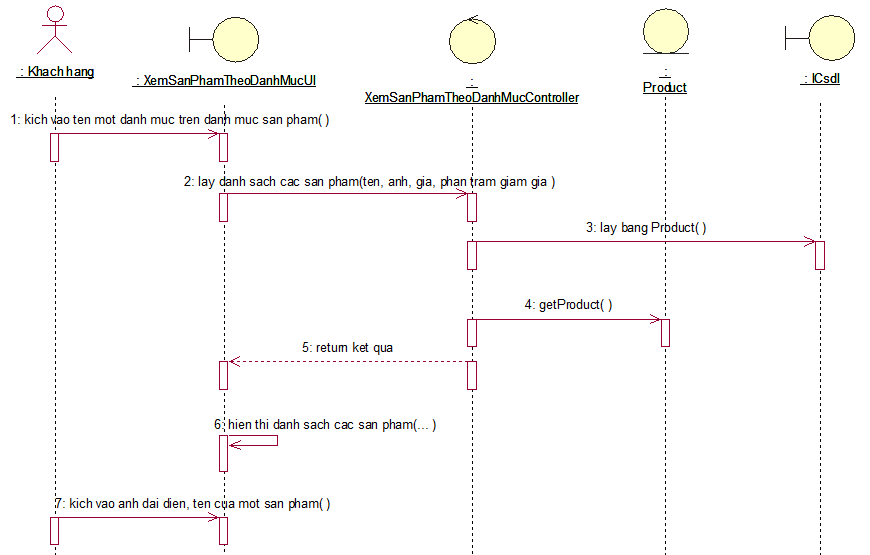 : Khach hang
: XemSanPhamTheoDanhMucUI
:
XemSanPhamTheoDanhMucController
:
Product
: ICsdl
1: kich vao ten mot danh muc tren danh muc san pham( )
2: lay danh sach cac san pham(ten, anh, gia, phan tram giam gia )
3: lay bang Product( )
4: getProduct( )
5: return ket qua
6: hien thi danh sach cac san pham(... )
7: kich vao anh dai dien, ten cua mot san pham( )